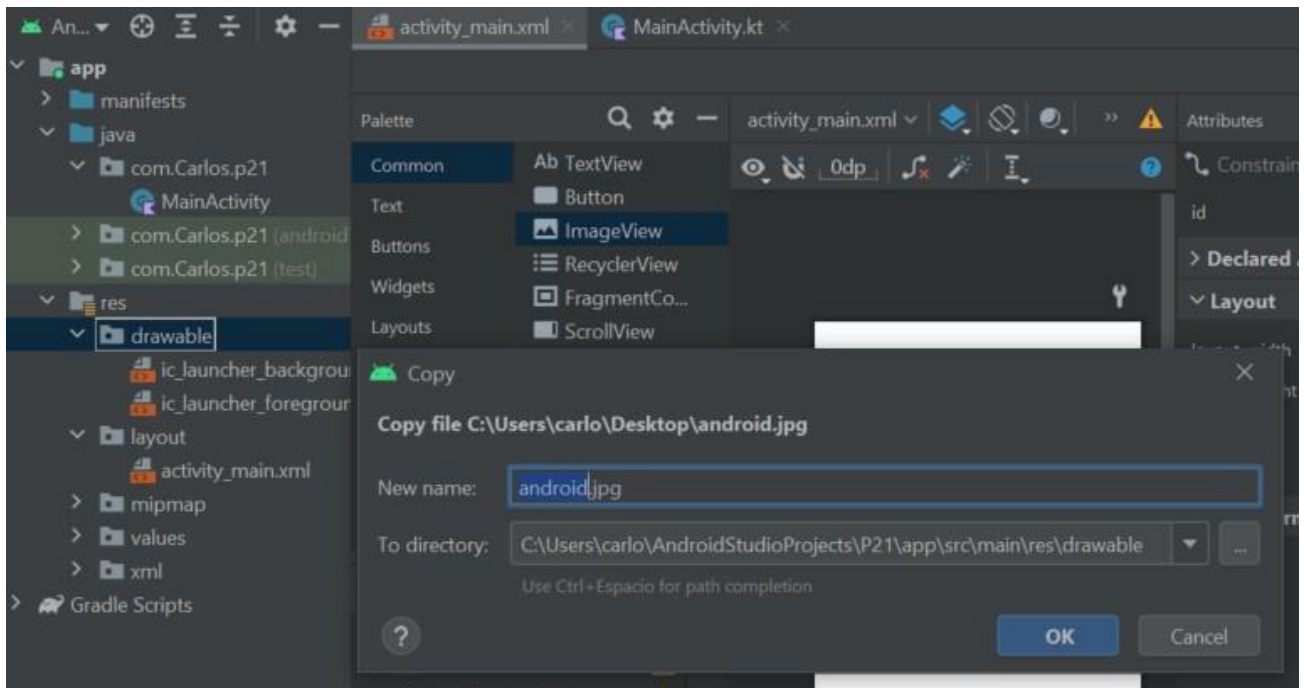 An...
activity_main.xml
MainActivity.kt
app
manifests
java
com.Carlos.p21
MainActivity
com.Carlos.p21 (android
com.Carlos.p21 (test)
res
drawable
ic_launcher_backgrou
ic_launcher_foregrour
layout
activity_main.xml
mipmap
values
xml
Gradle Scripts
Palette
Common
Text
Buttons
Widgets
Layouts
Ab TextView
Button
ImageView
RecyclerView
FragmentCo...
ScrollView
activity_main.xml
0dp
Attributes
Constrain
id
Declared
Layout
Copy
Copy file C:\Users\carlo\Desktop\android.jpg
New name: android.jpg
To directory: C:\Users\carlo\AndroidStudioProjects\P21\app\src\main\res\drawable
...
Use Ctrl+Espacio for path completion
?
OK
Cancel